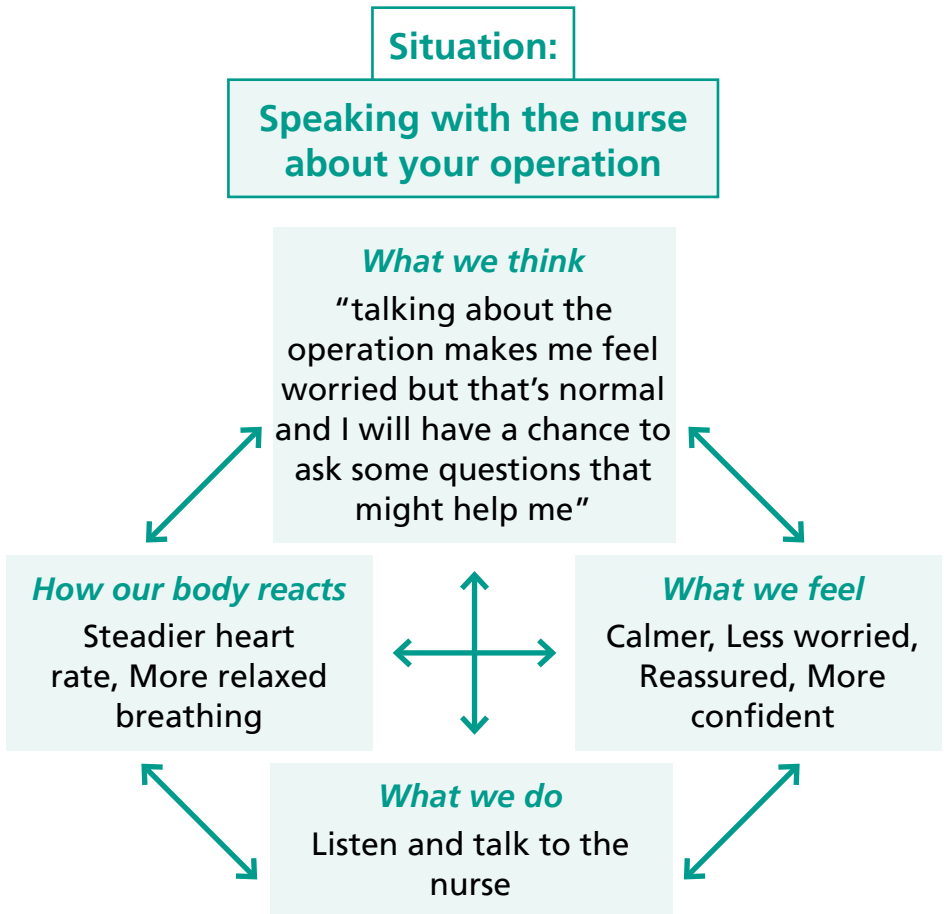 Situation:
Speaking with the nurse
about your operation
What we think
“talking about the
operation makes me feel
worried but that’s normal
and I will have a chance to
ask some questions that
might help me”
How our body reacts
Steadier heart
rate, More relaxed
breathing
What we feel
Calmer, Less worried,
Reassured, More
confident
What we do
Listen and talk to the
nurse